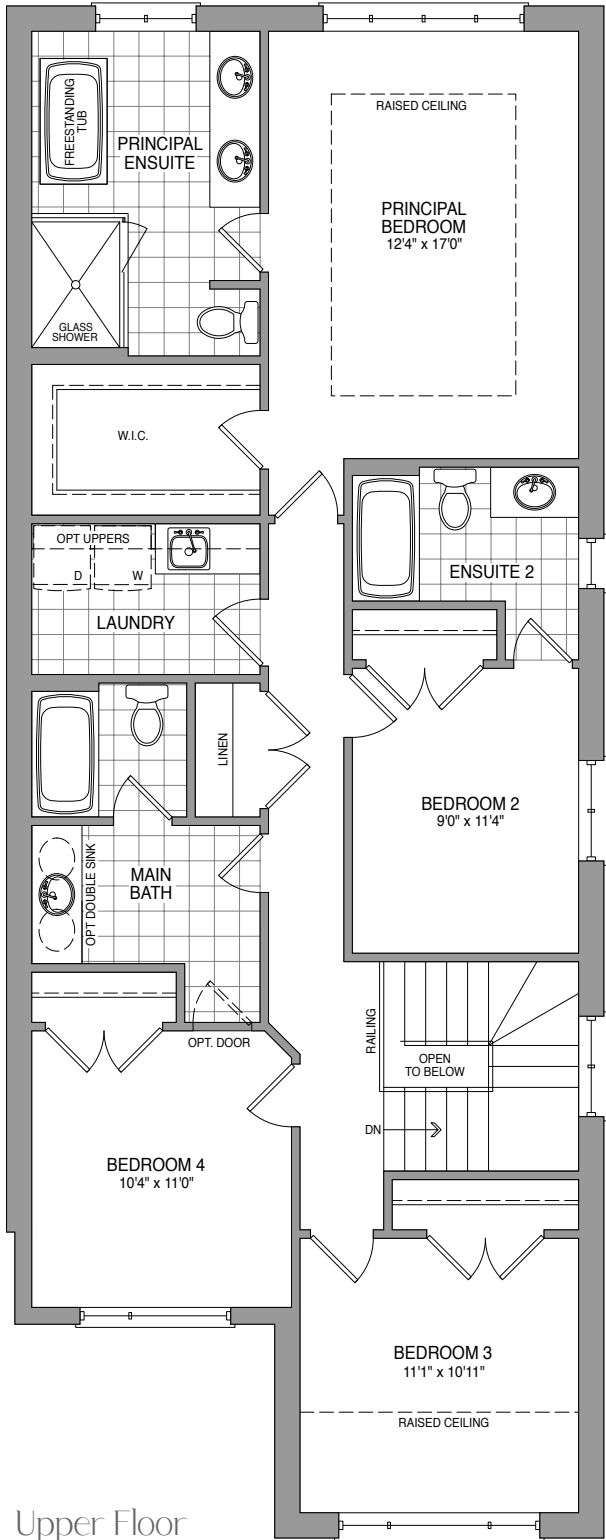 FREESTANDING
TUB
PRINCIPAL
ENSUITE
GLASS
SHOWER
RAISED CEILING
PRINCIPAL
BEDROOM
12'4" x 17'0"
W.I.C.
OPT UPPERS
D
W
LAUNDRY
ENSUITE 2
LINEN
BEDROOM 2
9'0" x 11'4"
MAIN
BATH
OPT DOUBLE SINK
OPT. DOOR
RAILING
OPEN
TO BELOW
DN
BEDROOM 4
10'4" x 11'0"
BEDROOM 3
11'1" x 10'11"
RAISED CEILING
Upper Floor